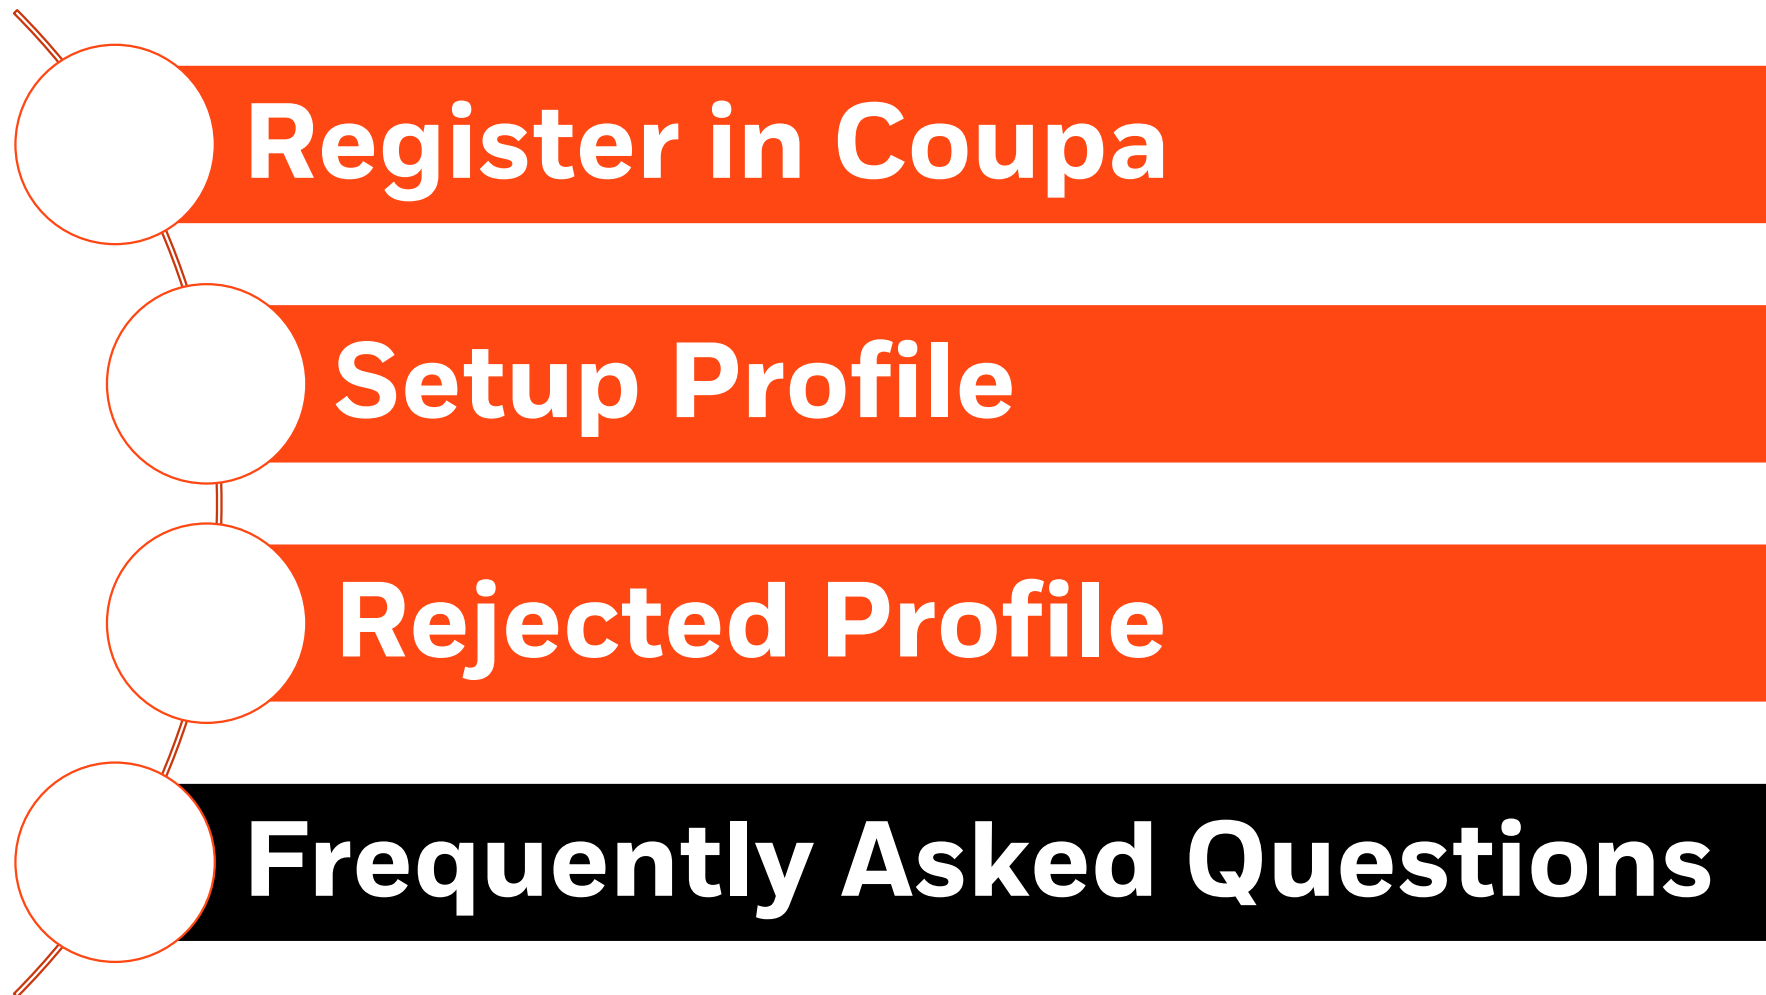 Register in Coupa
Setup Profile
Rejected Profile
Frequently Asked Questions